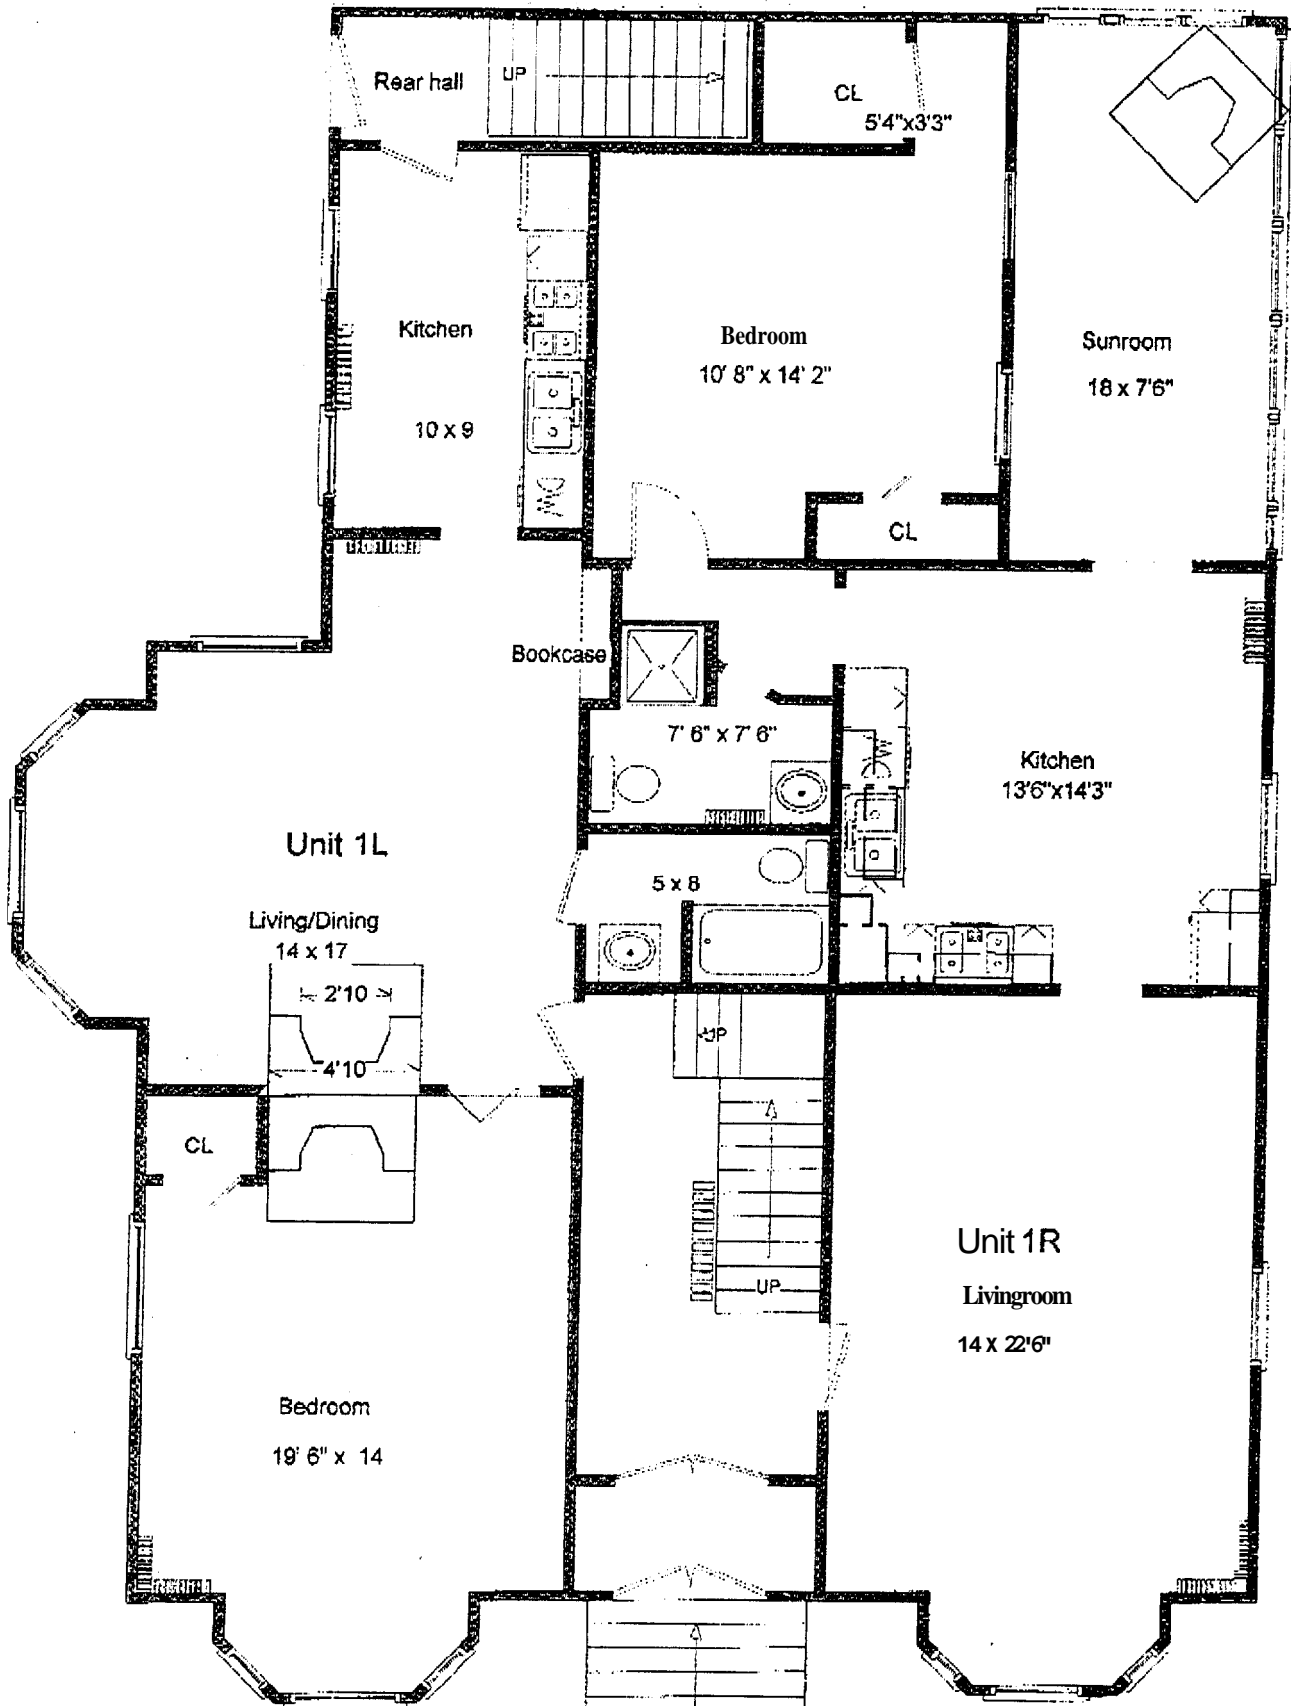 Rear hall
UP
CL
5'4"x3'3"
Kitchen
10 x 9
Bedroom
10' 8" x 14' 2"
Sunroom
18 x 7'6"
CL
Bookcase
7' 6" x 7' 6"
Kitchen
13'6"x14'3"
Unit 1L
Living/Dining
14 x 17
5 x 8
2'10
4'10
UP
CL
UP
Unit 1R
Livingroom
14 X 22'6"
Bedroom
19' 6" x 14